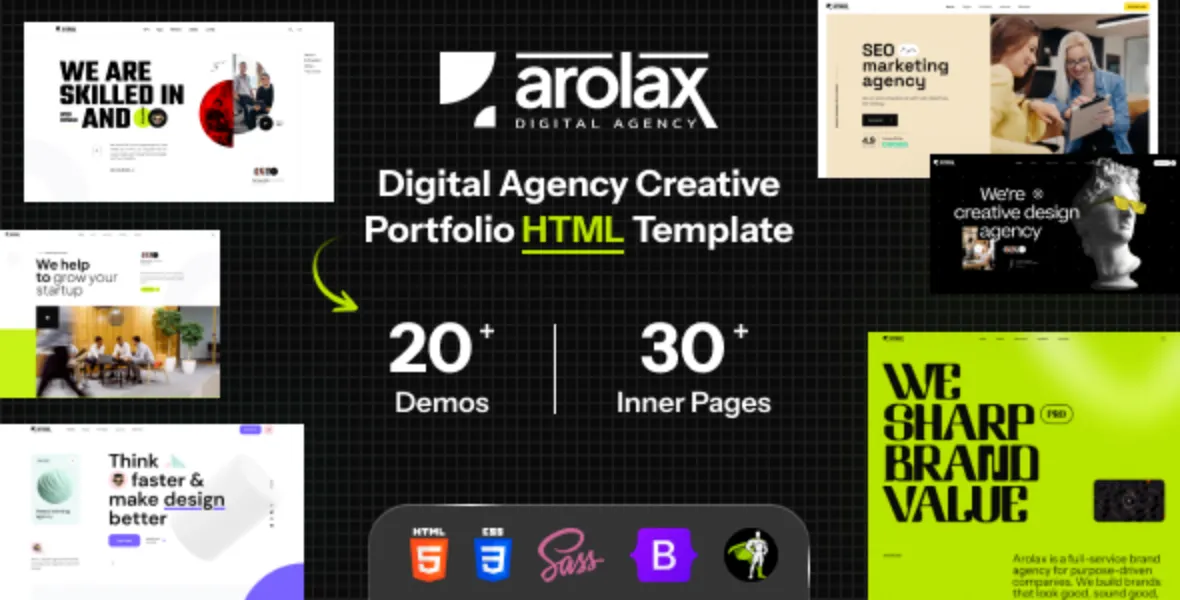 WE ARE
SKILLED IN
AND
arolax
DIGITAL AGENCY
Digital Agency Creative
Portfolio HTML Template
20+
Demos
30+
Inner Pages
SEO
marketing
agency
4.9
We're
creative design
agency
We help
to grow your
startup
Think
faster &
make design
better
WE
SHARP PRO
BRAND
VALUE
Arolax is a full-service brand
agency for purpose-driven
companies. We build brands
that look good, sound good,
HTML
5
CSS
3
Sass
B